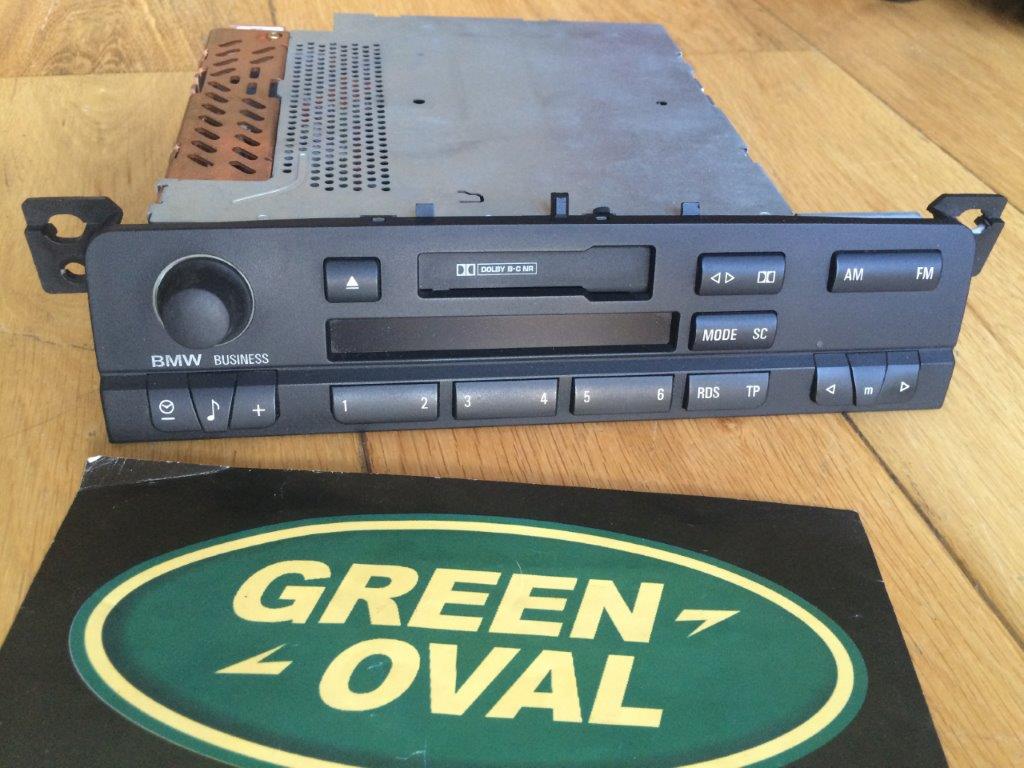 DOLBY B-C NR
AM FM
MODE SC
BMW BUSINESS
1 2 3 4 5 6 RDS TP
+ m
GREEN
OVAL